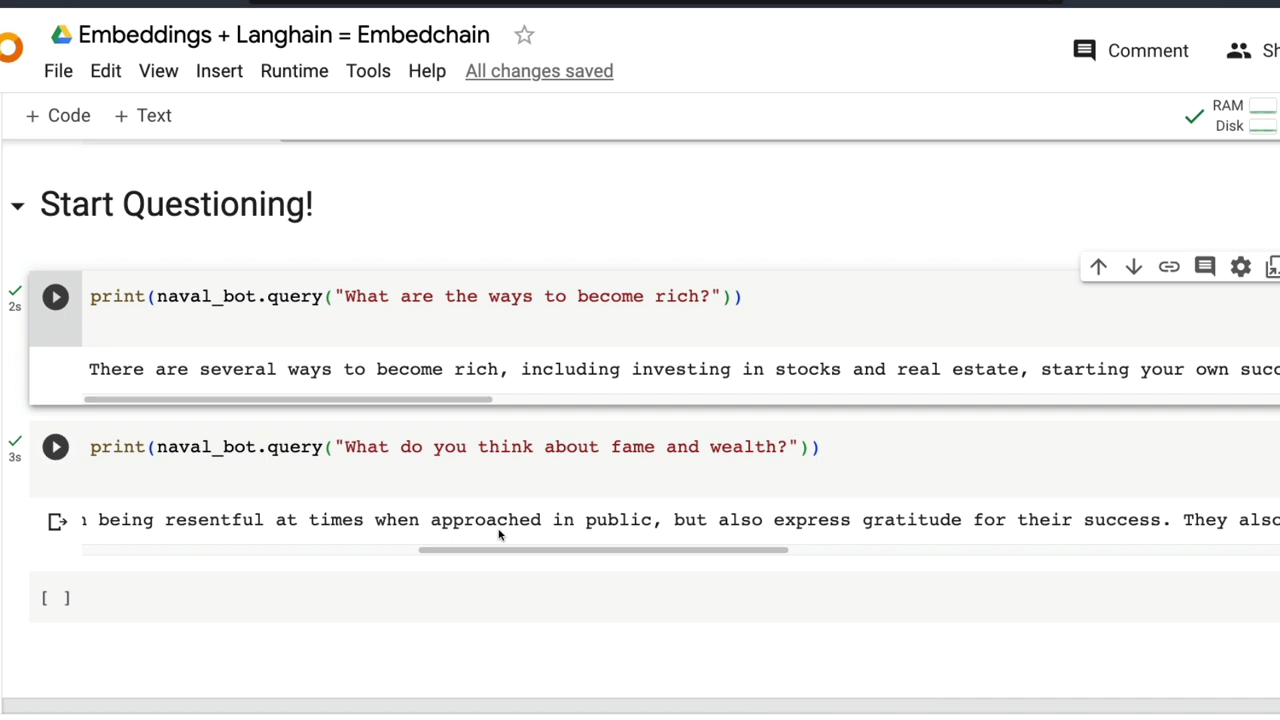 Embeddings + Langhain = Embedchain
Comment
File Edit View Insert Runtime Tools Help All changes saved
+ Code + Text
RAM
Disk
Start Questioning!
2s
print(naval_bot.query("What are the ways to become rich?"))
There are several ways to become rich, including investing in stocks and real estate, starting your own
3s
print(naval_bot.query("What do you think about fame and wealth?"))
being resentful at times when approached in public, but also express gratitude for their success. They
[ ]